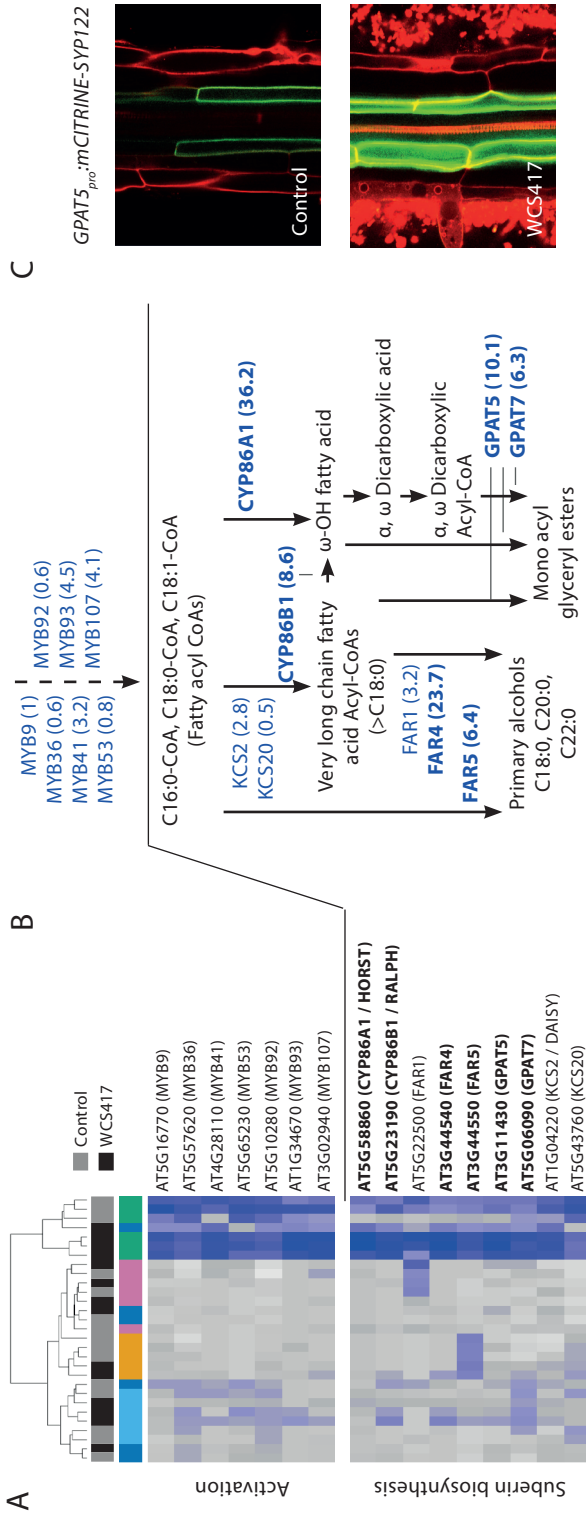 A
Control
WCS417
Activation
AT5G16770 (MYB9)
AT5G57620 (MYB36)
AT4G28110 (MYB41)
AT5G65230 (MYB53)
AT5G10280 (MYB92)
AT1G34670 (MYB93)
AT3G02940 (MYB107)
Suberin biosynthesis
AT5G58860 (CYP86A1 / HORST)
AT5G23190 (CYP86B1 / RALPH)
AT5G22500 (FAR1)
AT3G44540 (FAR4)
AT3G44550 (FAR5)
AT3G11430 (GPAT5)
AT5G06090 (GPAT7)
AT1G04220 (KCS2 / DAISY)
AT5G43760 (KCS20)
B
MYB9 (1)
MYB92 (0.6)
MYB36 (0.6)
MYB93 (4.5)
MYB41 (3.2)
MYB107 (4.1)
MYB53 (0.8)
C16:0-CoA, C18:0-CoA, C18:1-CoA
(Fatty acyl CoAs)
KCS2 (2.8)
KCS20 (0.5)
CYP86A1 (36.2)
CYP86B1 (8.6)
Very long chain fatty
acid Acyl-CoAs
(>C18:0)
ω-OH fatty acid
α, ω Dicarboxylic acid
α, ω Dicarboxylic
Acyl-CoA
FAR1 (3.2)
FAR4 (23.7)
FAR5 (6.4)
GPAT5 (10.1)
GPAT7 (6.3)
Primary alcohols
C18:0, C20:0,
C22:0
Mono acyl
glyceryl esters
C
GPAT5pro:mCITRINE-SYP122
Control
WCS417